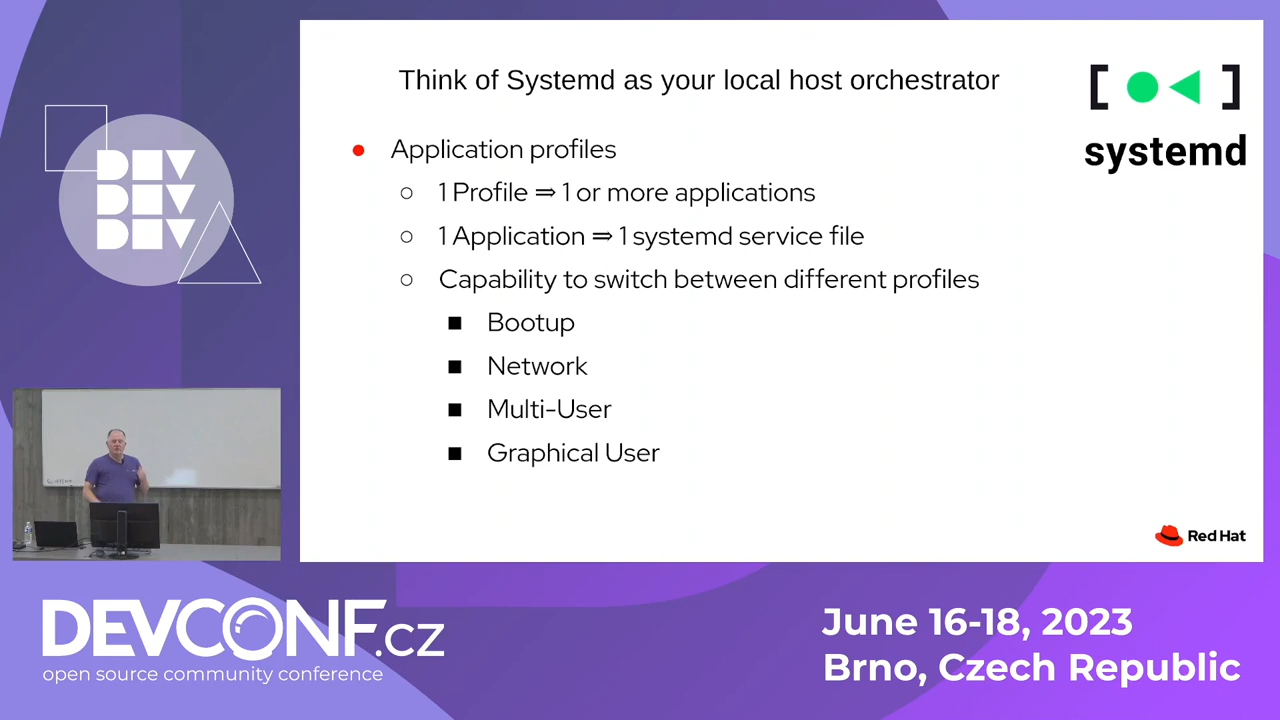 DEV
DEV
DEV
Think of Systemd as your local host orchestrator
systemd
● Application profiles
○ 1 Profile ⇒ 1 or more applications
○ 1 Application ⇒ 1 systemd service file
○ Capability to switch between different profiles
■ Bootup
■ Network
■ Multi-User
■ Graphical User
Red Hat
DEVCONF.cz
open source community conference
June 16-18, 2023
Brno, Czech Republic